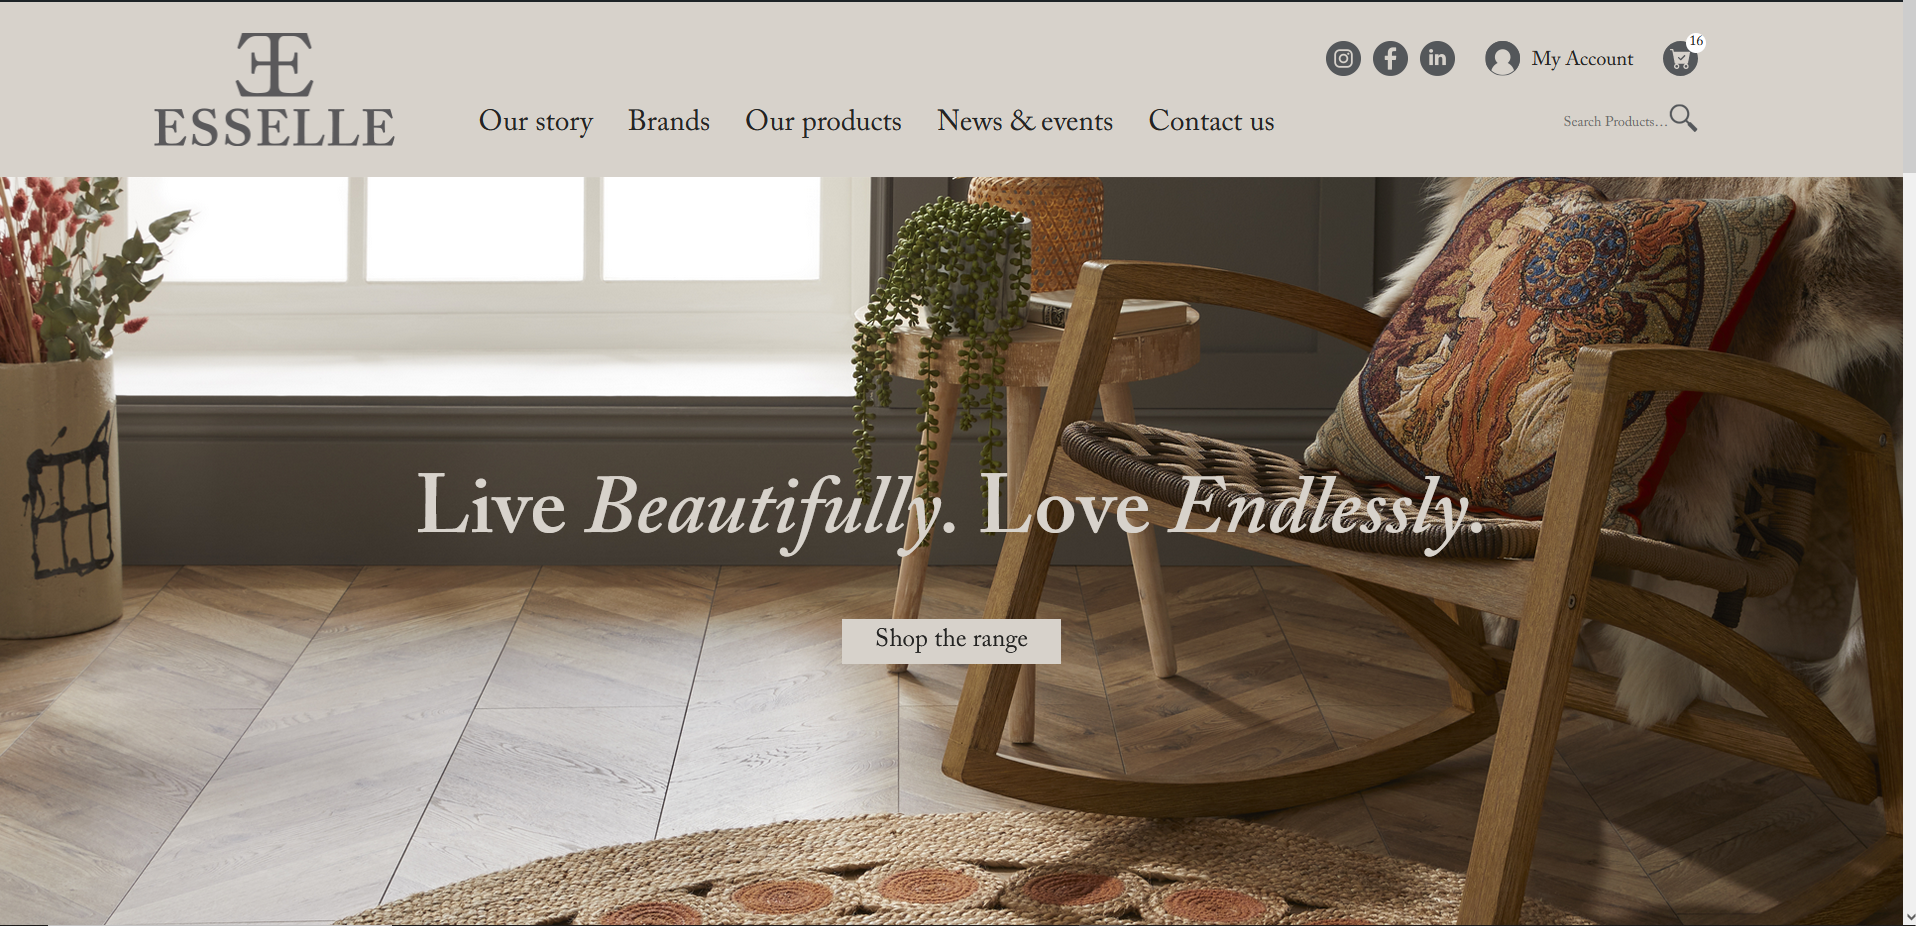 ESSELLE
My Account
16
Our story
Brands
Our products
News & events
Contact us
Search Products...
Live Beautifully. Love Endlessly.
Shop the range